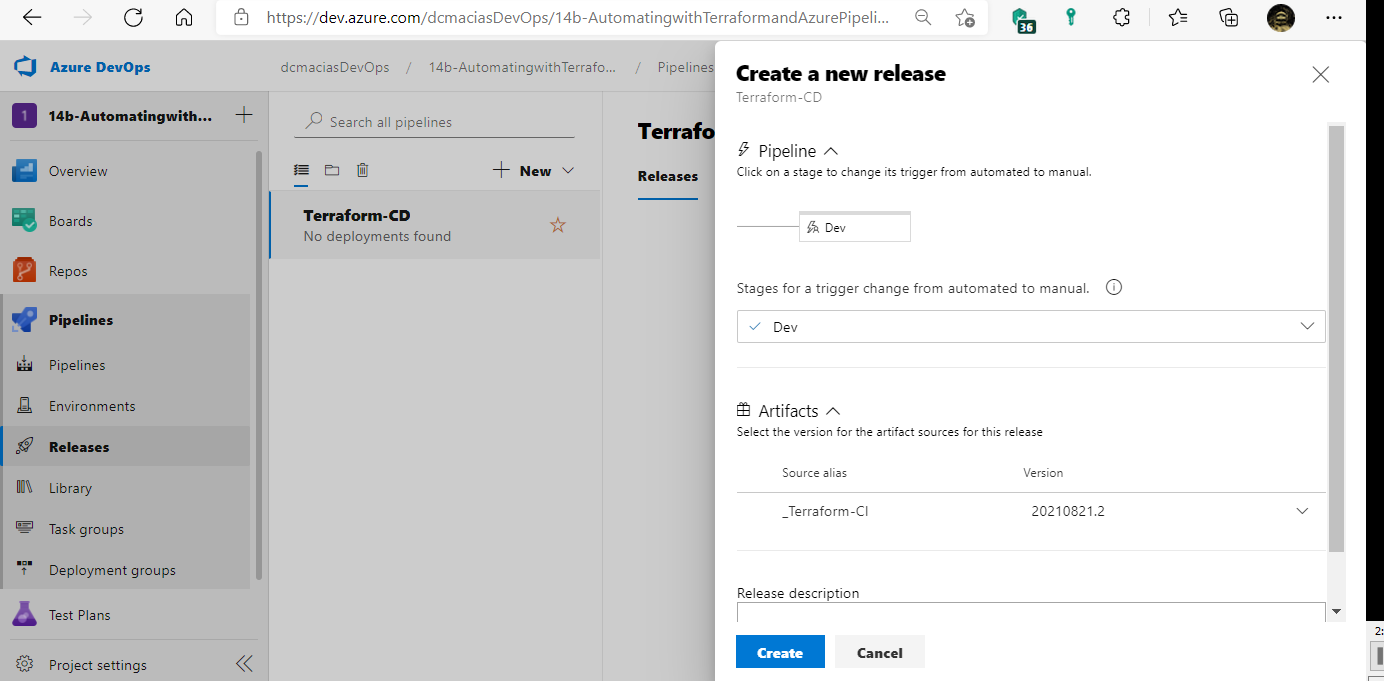 https://dev.azure.com/dcmaciasDevOps/14b-AutomatingwithTerraformandAzurePipeli...
36
Azure DevOps
dcmaciasDevOps / 14b-AutomatingwithTerrafo... / Pipelines
1
14b-Automatingwith...
Overview
Boards
Repos
Pipelines
Pipelines
Environments
Releases
Library
Task groups
Deployment groups
Test Plans
Project settings
Search all pipelines
New
Terraform-CD
No deployments found
Terrafo
Releases
Create a new release
Terraform-CD
Pipeline
Click on a stage to change its trigger from automated to manual.
Dev
Stages for a trigger change from automated to manual.
Dev
Artifacts
Select the version for the artifact sources for this release
Source alias Version
_Terraform-CI 20210821.2
Release description
Create Cancel
2: